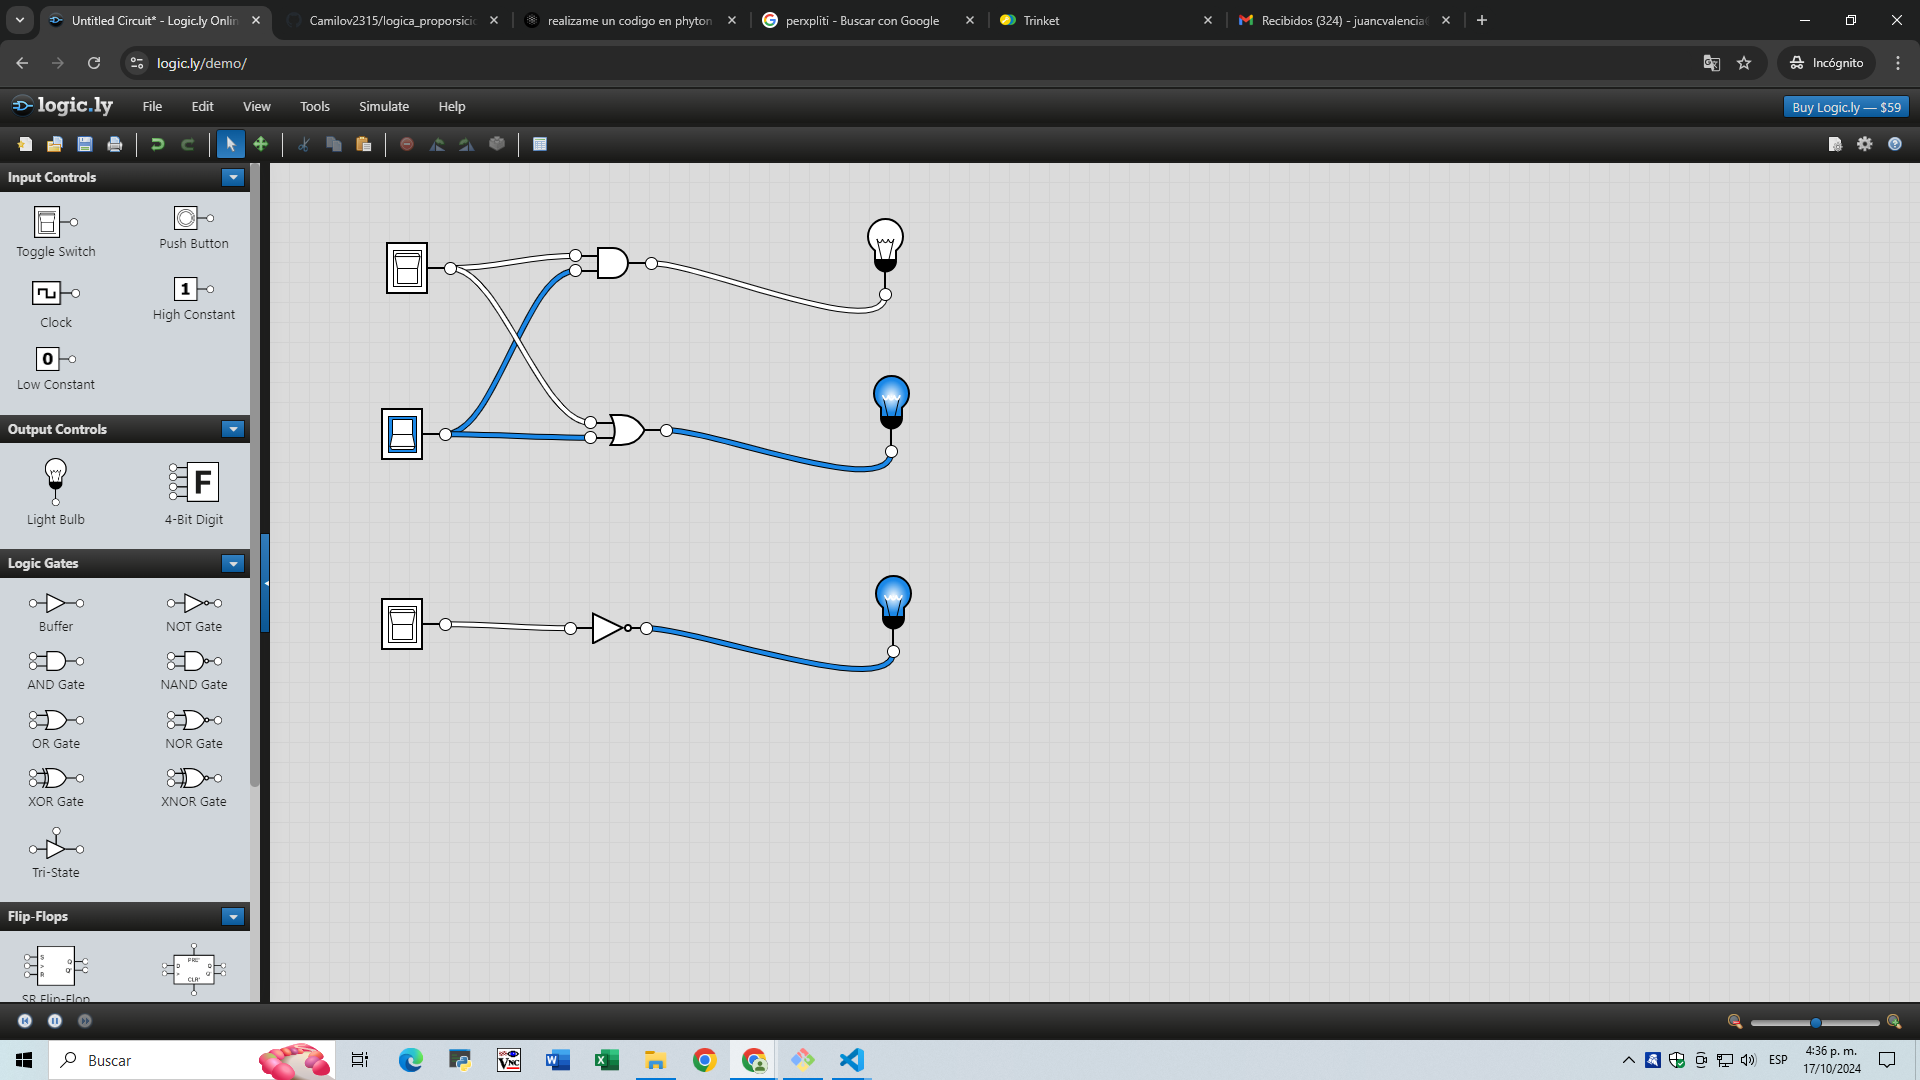 Untitled Circuit* - Logic.ly Onlin
Camilov2315/logica_proporsicio
realizame un codigo en phyton
perxpliti - Buscar con Google
Trinket
Recibidos (324) - juancvalencia
logic.ly/demo/
Incógnito
logic.ly
File
Edit
View
Tools
Simulate
Help
Buy Logic.ly — $59
Input Controls
Toggle Switch
Push Button
Clock
1
High Constant
0
Low Constant
Output Controls
Light Bulb
F
4-Bit Digit
Logic Gates
Buffer
NOT Gate
AND Gate
NAND Gate
OR Gate
NOR Gate
XOR Gate
XNOR Gate
Tri-State
Flip-Flops
SR Flip-Flop
Buscar
ESP
4:36 p. m.
17/10/2024